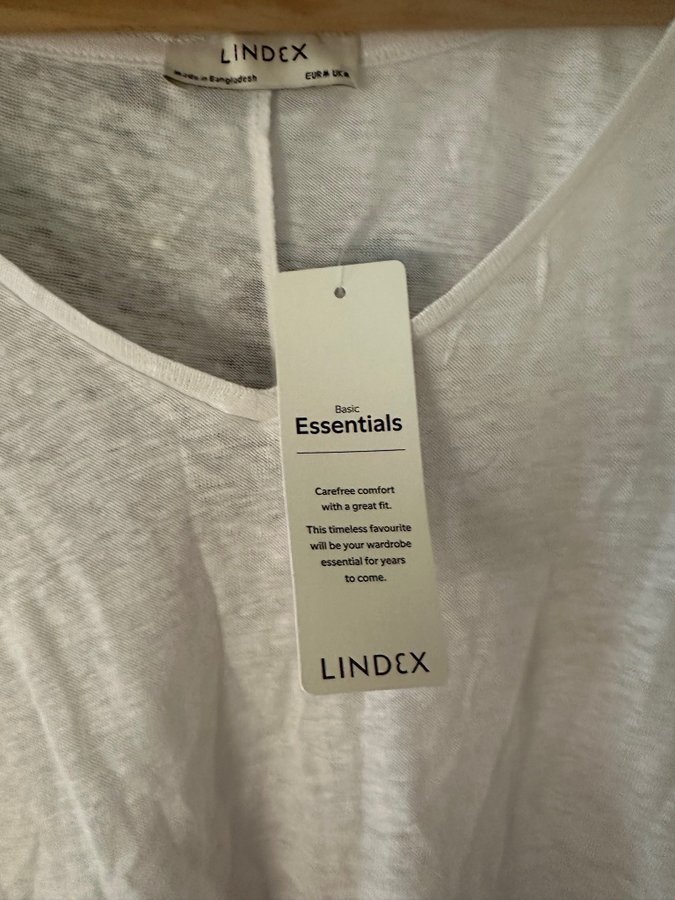 LINDEX
Made in Bangladesh EUR M UK
Basic
Essentials
Carefree comfort
with a great fit.
This timeless favourite
will be your wardrobe
essential for years
to come.
LINDEX